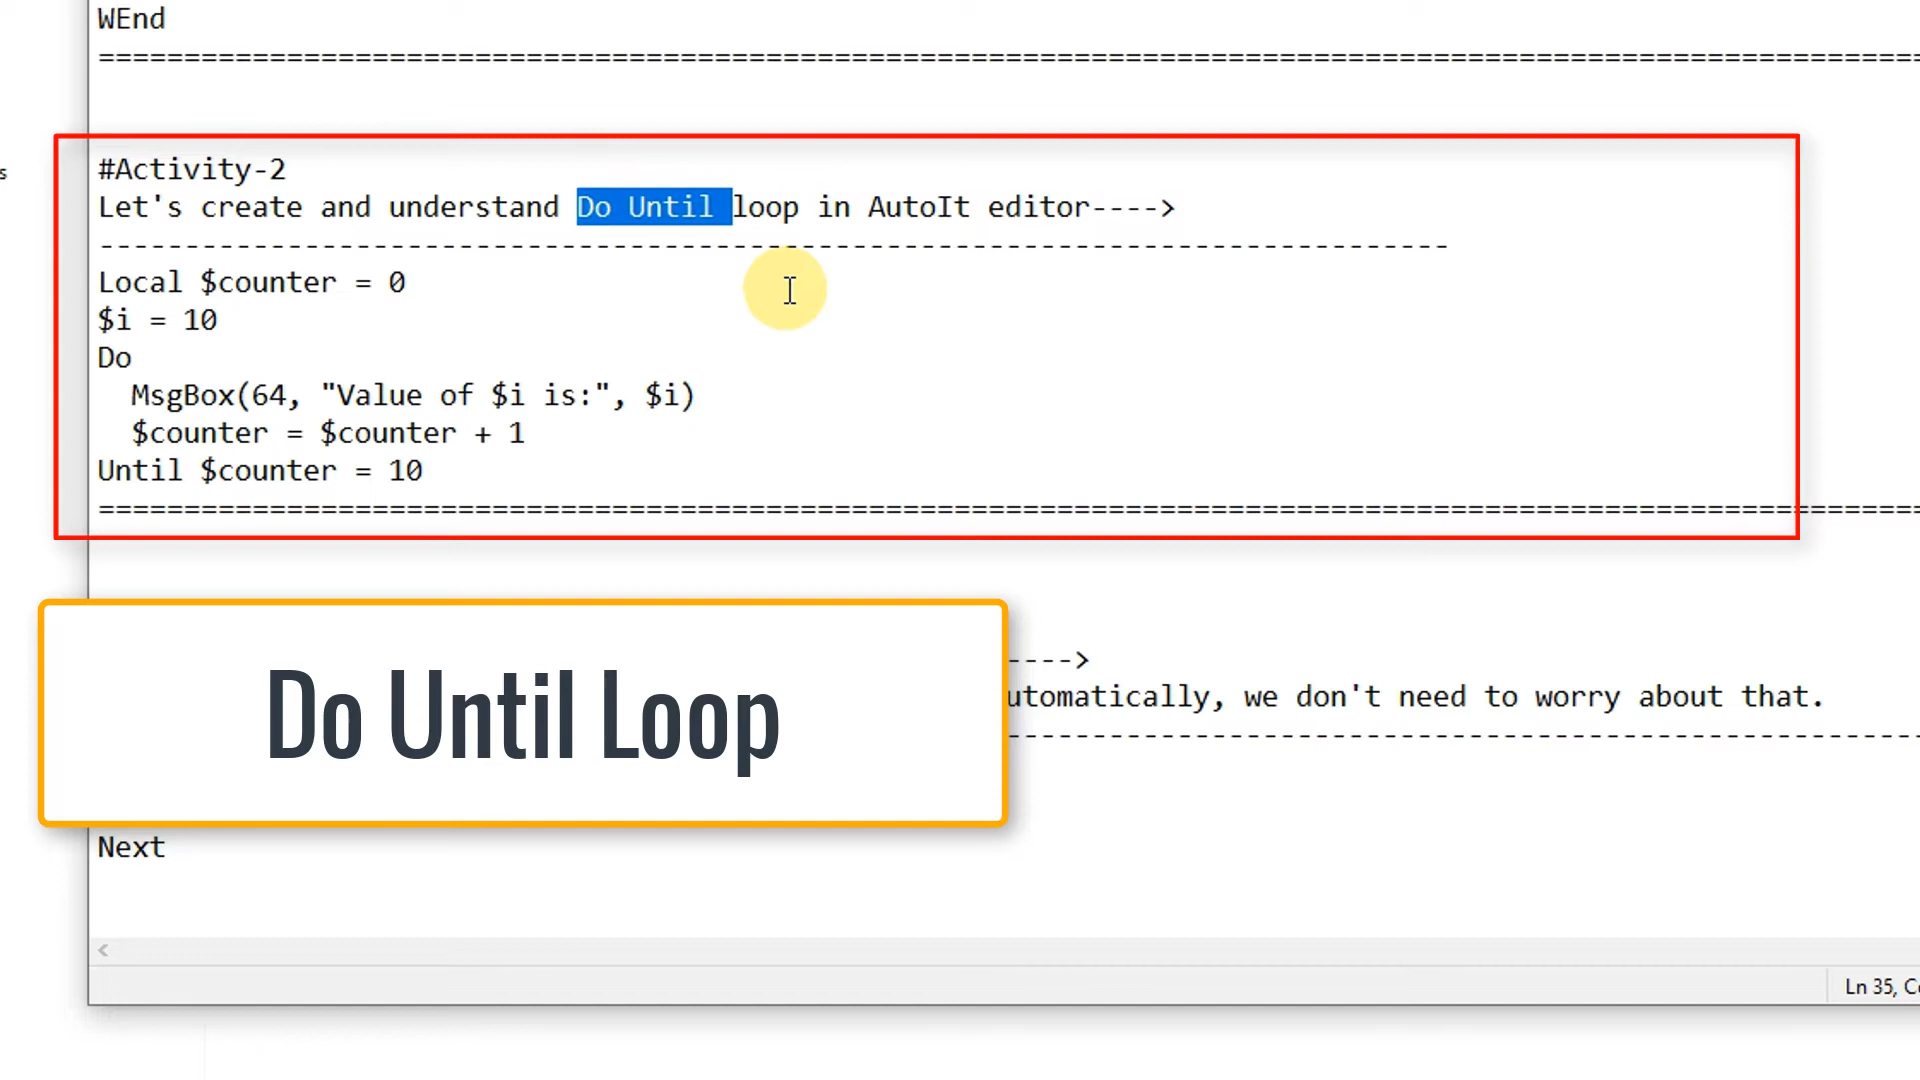 WEnd
==========================================================================================================
#Activity-2
Let's create and understand Do Until loop in AutoIt editor---->
-------------------------------------------------------------------------------
Local $counter = 0
$i = 10
Do
  MsgBox(64, "Value of $i is:", $i)
  $counter = $counter + 1
Until $counter = 10
==========================================================================================================
---->
utomatically, we don't need to worry about that.
-----------------------------------------------------
Do Until Loop
Next
Ln 35,